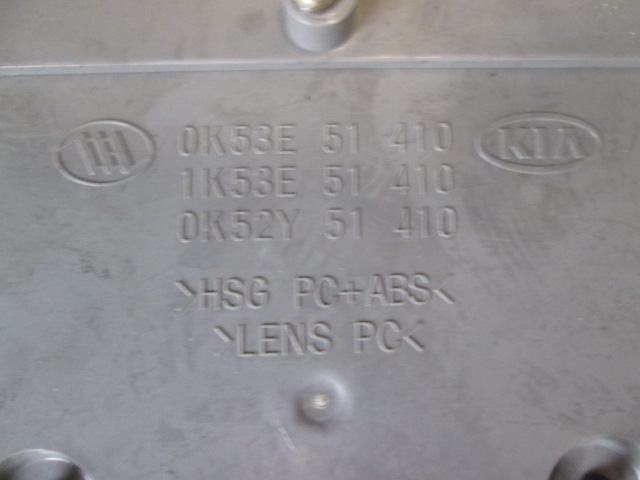 0K53E 51 410 KIA
1K53E 51 410
0K52Y 51 410
>HSG PC+ABS<
>LENS PC<